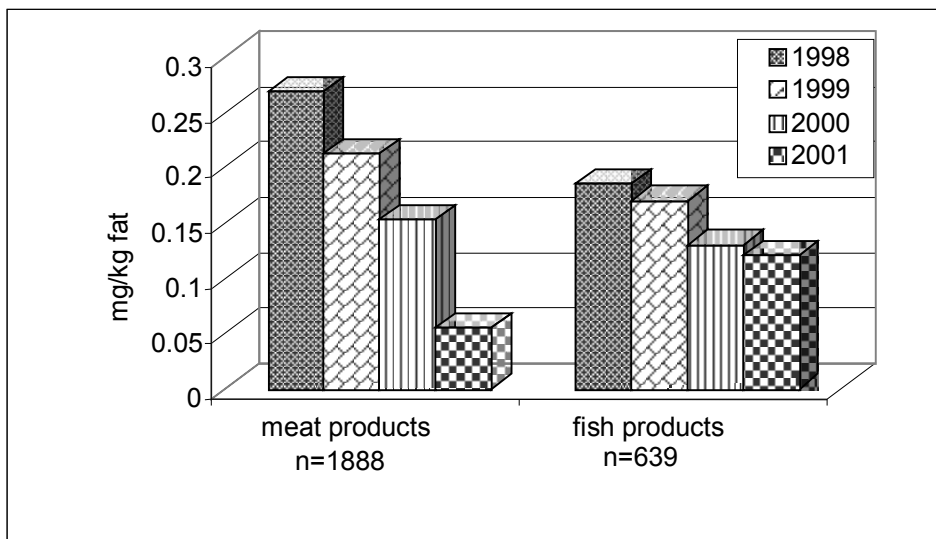 1998
1999
2000
2001
0.3
0.25
0.2
0.15
0.1
0.05
0
mg/kg fat
meat products
n=1888
fish products
n=639